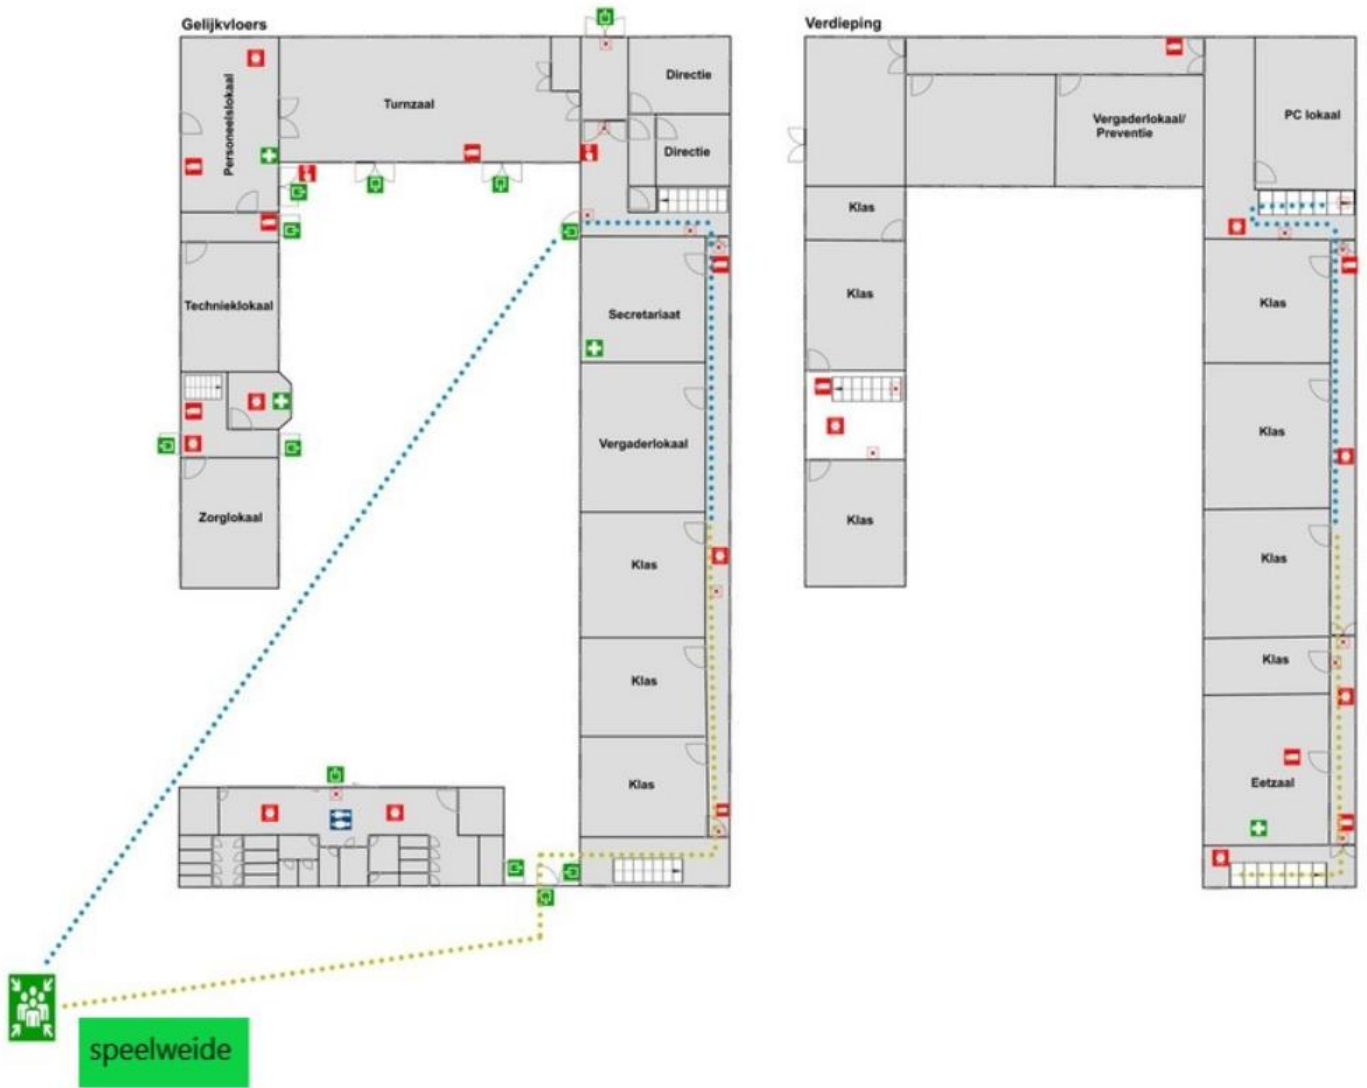 Gelijkvloers
Personeelslokaal
Turnzaal
Directie
Directie
Technieklokaal
Secretariaat
Vergaderlokaal
Zorglokaal
Klas
Klas
Klas
speelweide
Verdieping
Vergaderlokaal/
Preventie
PC lokaal
Klas
Klas
Klas
Klas
Klas
Klas
Klas
Eetzaal